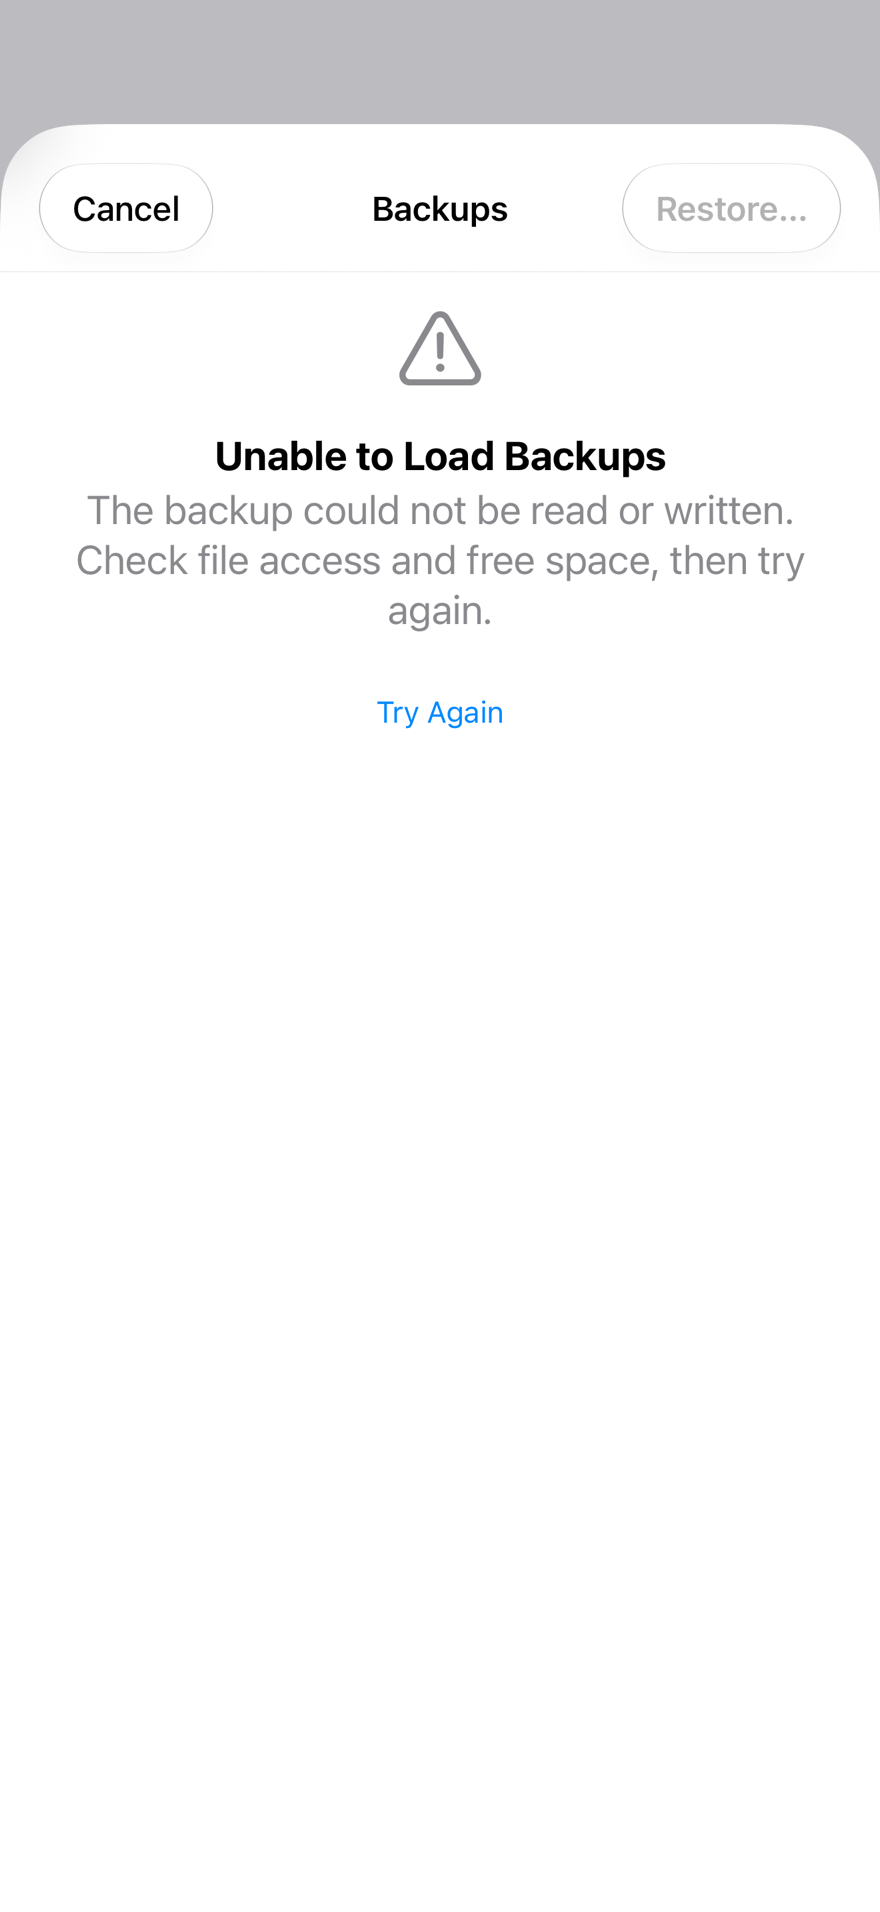 Cancel
Backups
Restore...
Unable to Load Backups
The backup could not be read or written.
Check file access and free space, then try
again.
Try Again